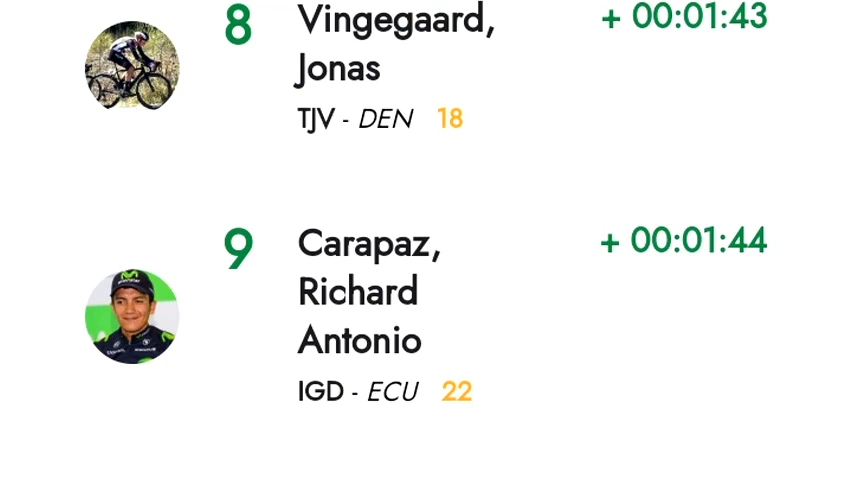 8 Vingegaard, + 00:01:43
Jonas
TJV - DEN 18
9 Carapaz, + 00:01:44
Richard
Antonio
IGD - ECU 22